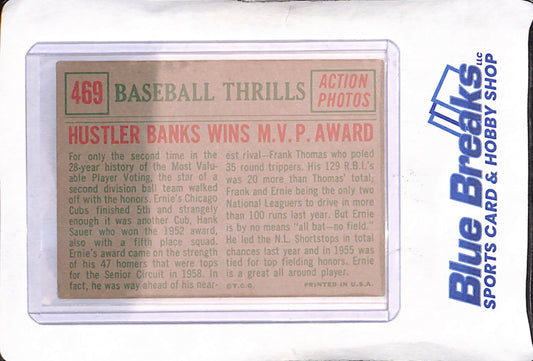 469 BASEBALL THRILLS ACTION PHOTOS
HUSTLER BANKS WINS M.V.P. AWARD
For only the second time in the
28-year history of the Most Valu-
able Player Voting, the star of a
second division ball team walked
off with the honors. Ernie's Chicago
Cubs finished 5th and strangely
enough it was another Cub, Hank
Sauer who won the 1952 award,
also with a fifth place squad.
Ernie's award came on the strength
of his 47 homers that were tops
for the Senior Circuit in 1958. In
fact, he was way ahead of his near-
est rival—Frank Thomas who poled
35 round trippers. His 129 R.B.I.'s
was 20 more than Thomas' total;
Frank and Ernie being the only two
National Leaguers to drive in more
than 100 runs last year. But Ernie
is by no means "all bat—no field."
He led the N.L. Shortstops in total
chances last year and in 1955 was
tied for top fielding honors. Ernie
is a great all around player.
©T.C.G. PRINTED IN U.S.A.
Blue Breaks LLC
SPORTS CARD & HOBBY SHOP